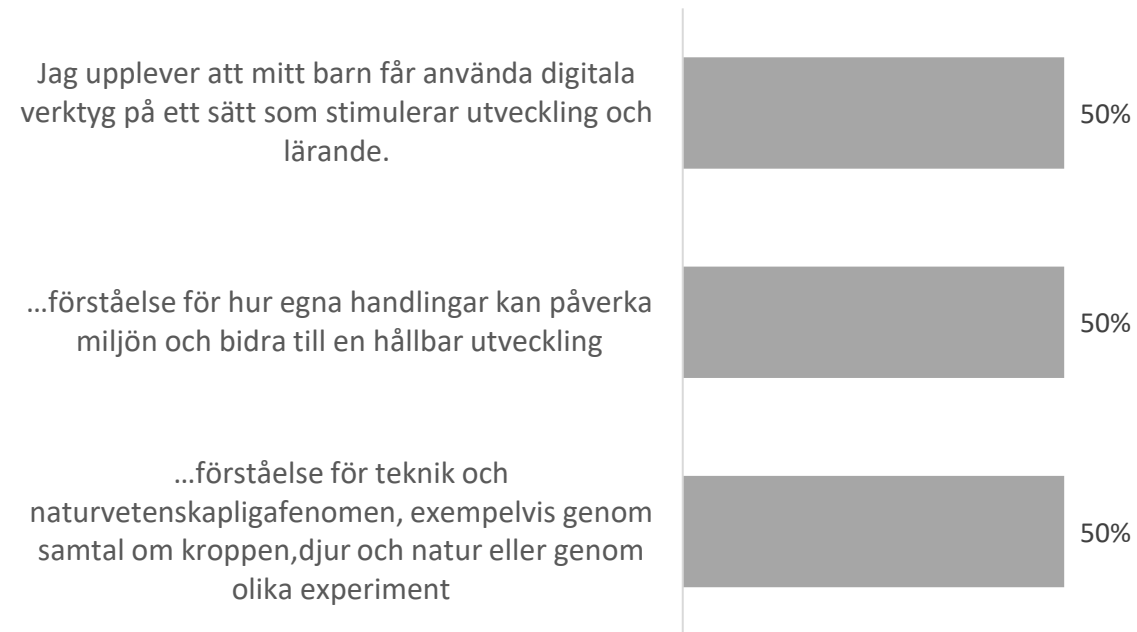 Jag upplever att mitt barn får använda digitala
verktyg på ett sätt som stimulerar utveckling och
lärande.
50%
…förståelse för hur egna handlingar kan påverka
miljön och bidra till en hållbar utveckling
50%
…förståelse för teknik och
naturvetenskapligafenomen, exempelvis genom
samtal om kroppen,djur och natur eller genom
olika experiment
50%